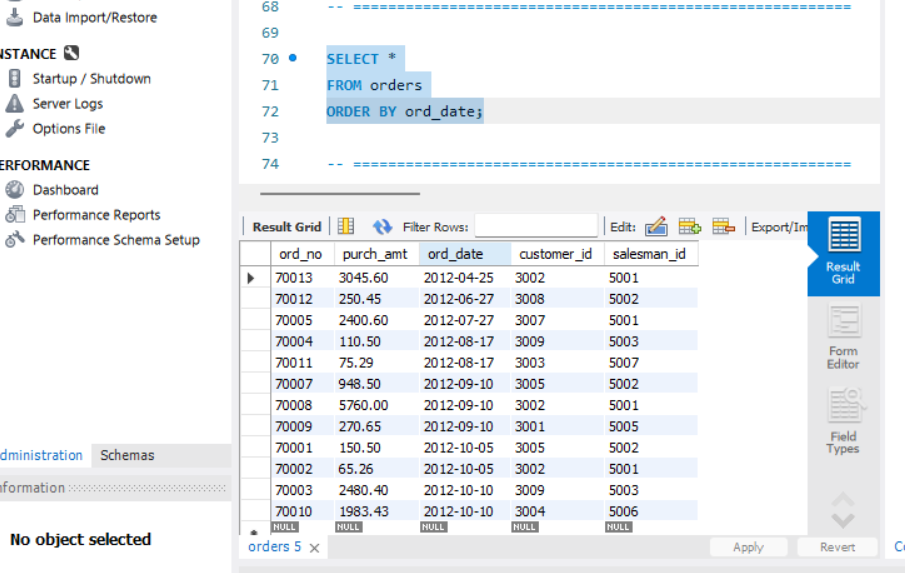 Data Import/Restore
NSTANCE
Startup / Shutdown
Server Logs
Options File
ERFORMANCE
Dashboard
Performance Reports
Performance Schema Setup
dministration Schemas
nformation
No object selected
68 -- ==========================================================
69
70 SELECT *
71 FROM orders
72 ORDER BY ord_date;
73
74 -- ==========================================================
Result Grid Filter Rows: Edit: Export/Im
ord_no purch_amt ord_date customer_id salesman_id
70013 3045.60 2012-04-25 3002 5001
70012 250.45 2012-06-27 3008 5002
70005 2400.60 2012-07-27 3007 5001
70004 110.50 2012-08-17 3009 5003
70011 75.29 2012-08-17 3003 5007
70007 948.50 2012-09-10 3005 5002
70008 5760.00 2012-09-10 3002 5001
70009 270.65 2012-09-10 3001 5005
70001 150.50 2012-10-05 3005 5002
70002 65.26 2012-10-05 3002 5001
70003 2480.40 2012-10-10 3009 5003
70010 1983.43 2012-10-10 3004 5006
NULL NULL NULL NULL NULL
Result
Grid
Form
Editor
Field
Types
orders 5 Apply Revert